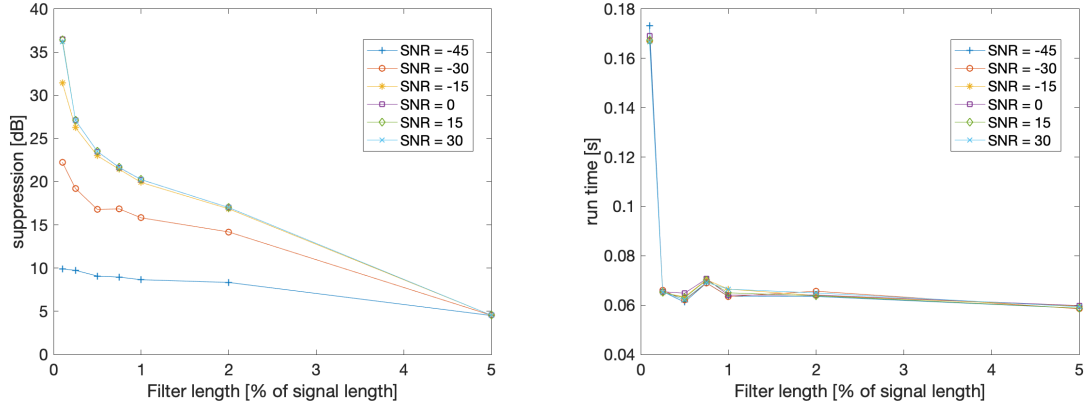 40
35
30
25
20
15
10
5
0
suppression [dB]
0
1
2
3
4
5
Filter length [% of signal length]
SNR = -45
SNR = -30
SNR = -15
SNR = 0
SNR = 15
SNR = 30
0.18
0.16
0.14
0.12
0.1
0.08
0.06
0.04
run time [s]
0
1
2
3
4
5
Filter length [% of signal length]
SNR = -45
SNR = -30
SNR = -15
SNR = 0
SNR = 15
SNR = 30